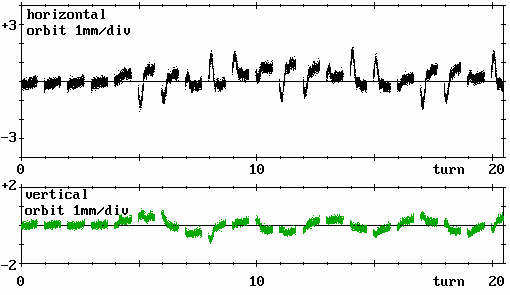 +3
horizontal
orbit 1mm/div
-3
0 10 turn 20
+2
vertical
orbit 1mm/div
-2
0 10 turn 20